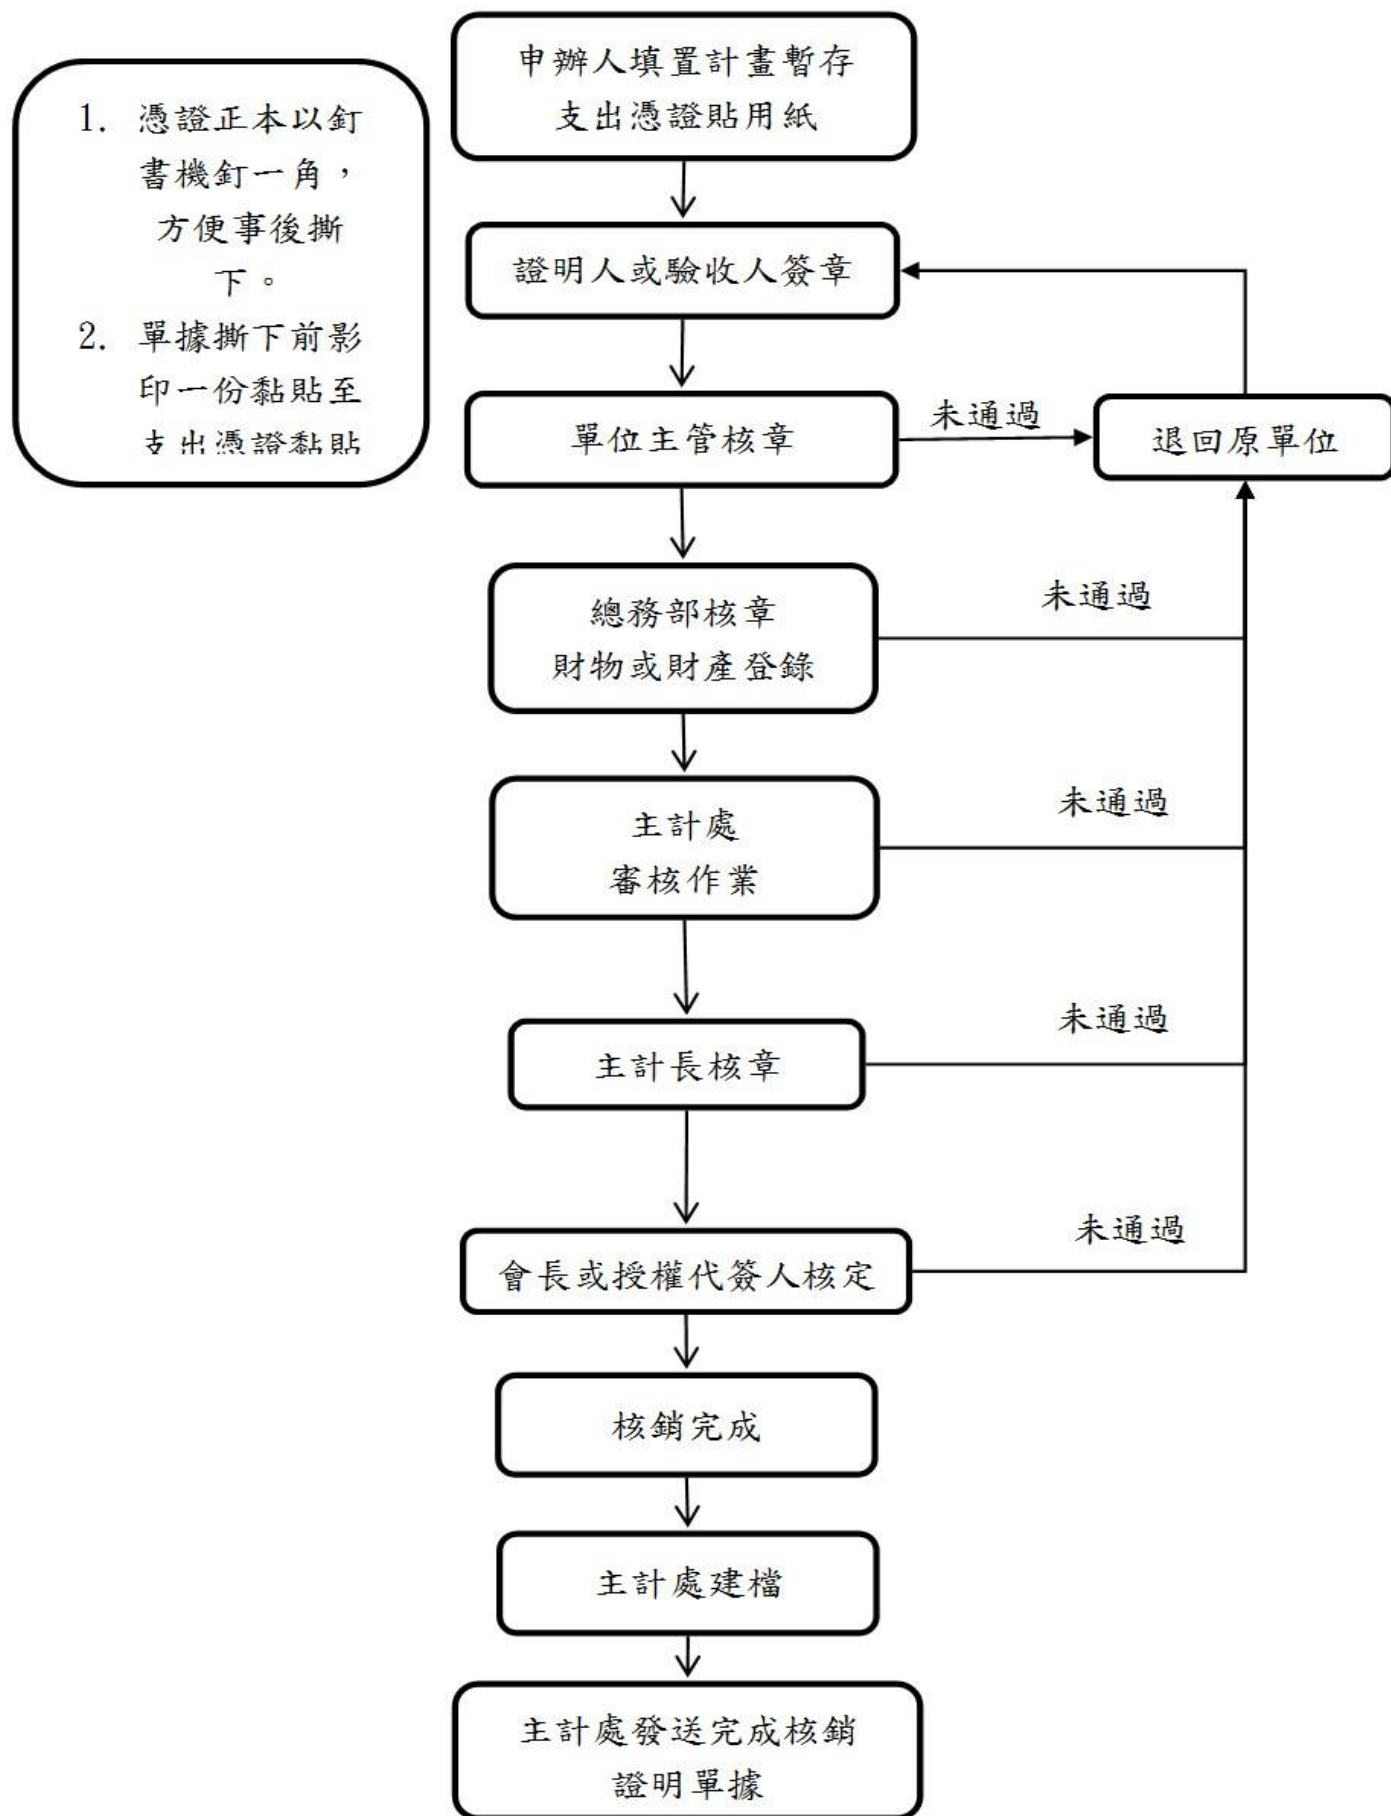 申辦人填置計畫暫存
支出憑證貼用紙
1. 憑證正本以釘
書機釘一角，
方便事後撕
下。
2. 單據撕下前影
印一份黏貼至
支出憑證黏貼
證明人或驗收人簽章
單位主管核章
未通過
退回原單位
總務部核章
財物或財產登錄
未通過
主計處
審核作業
未通過
主計長核章
未通過
會長或授權代簽人核定
未通過
核銷完成
主計處建檔
主計處發送完成核銷
證明單據